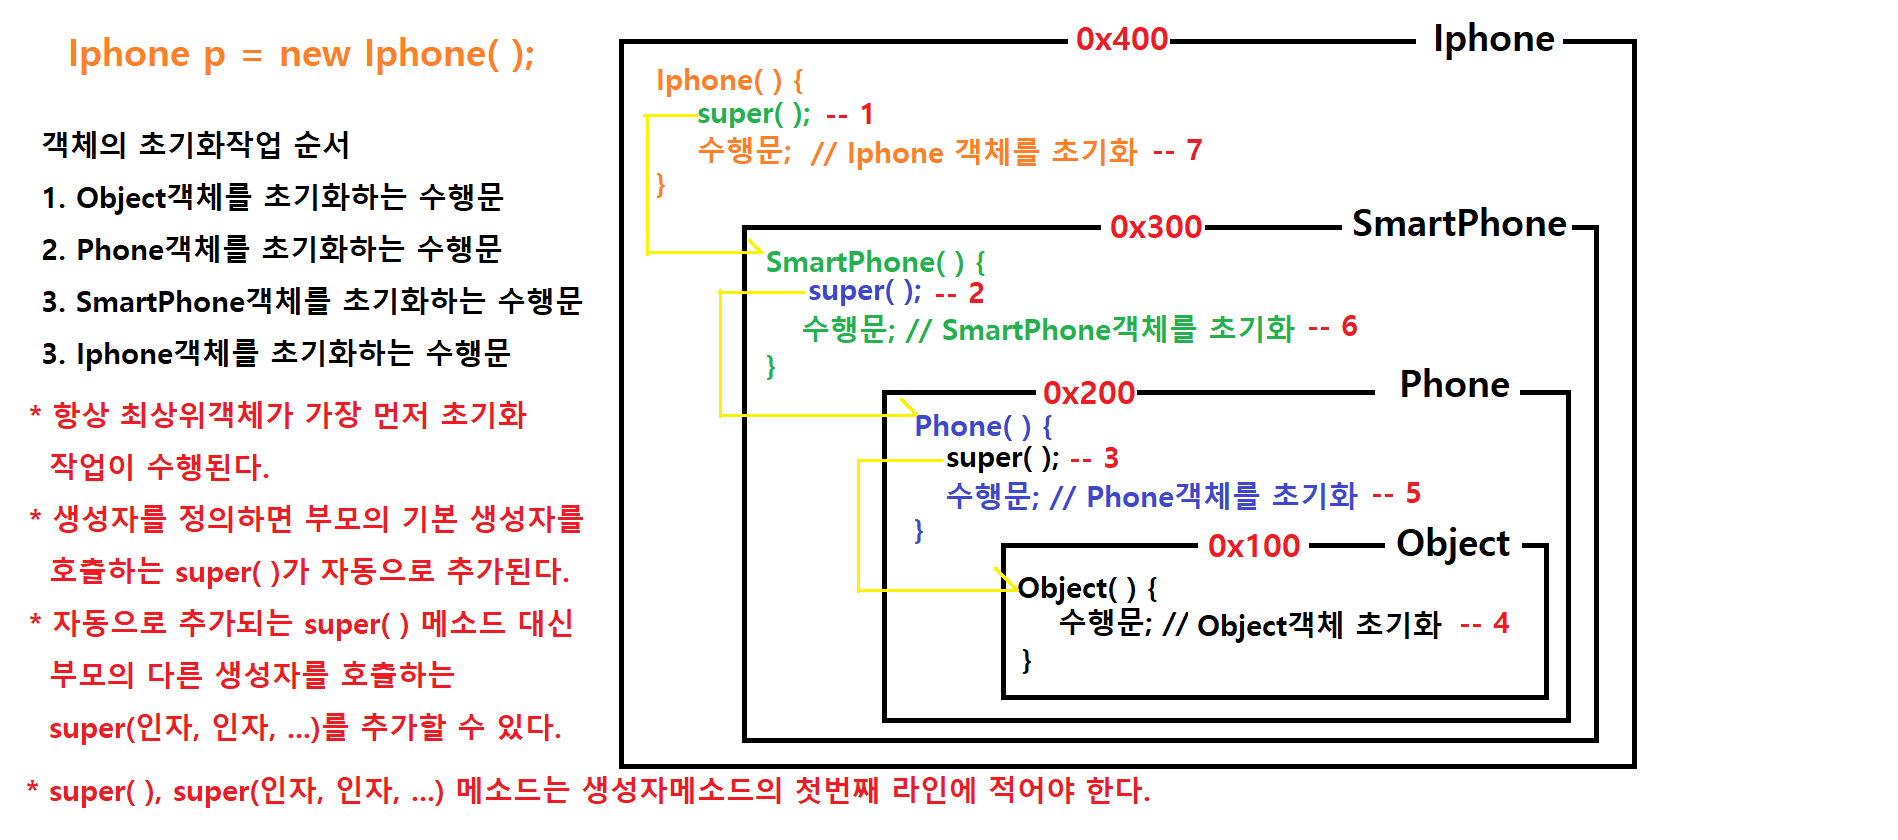 Iphone p = new Iphone( );
객체의 초기화작업 순서
1. Object객체를 초기화하는 수행문
2. Phone객체를 초기화하는 수행문
3. SmartPhone객체를 초기화하는 수행문
3. Iphone객체를 초기화하는 수행문
* 항상 최상위객체가 가장 먼저 초기화
작업이 수행된다.
* 생성자를 정의하면 부모의 기본 생성자를
호출하는 super( )가 자동으로 추가된다.
* 자동으로 추가되는 super( ) 메소드 대신
부모의 다른 생성자를 호출하는
super(인자, 인자, ...)를 추가할 수 있다.
* super( ), super(인자, 인자, ...) 메소드는 생성자메소드의 첫번째 라인에 적어야 한다.
0x400 Iphone
Iphone( ) {
super( ); -- 1
수행문; // Iphone 객체를 초기화 -- 7
}
0x300 SmartPhone
SmartPhone( ) {
super( ); -- 2
수행문; // SmartPhone객체를 초기화 -- 6
}
0x200 Phone
Phone( ) {
super( ); -- 3
수행문; // Phone객체를 초기화 -- 5
}
0x100 Object
Object( ) {
수행문; // Object객체 초기화 -- 4
}